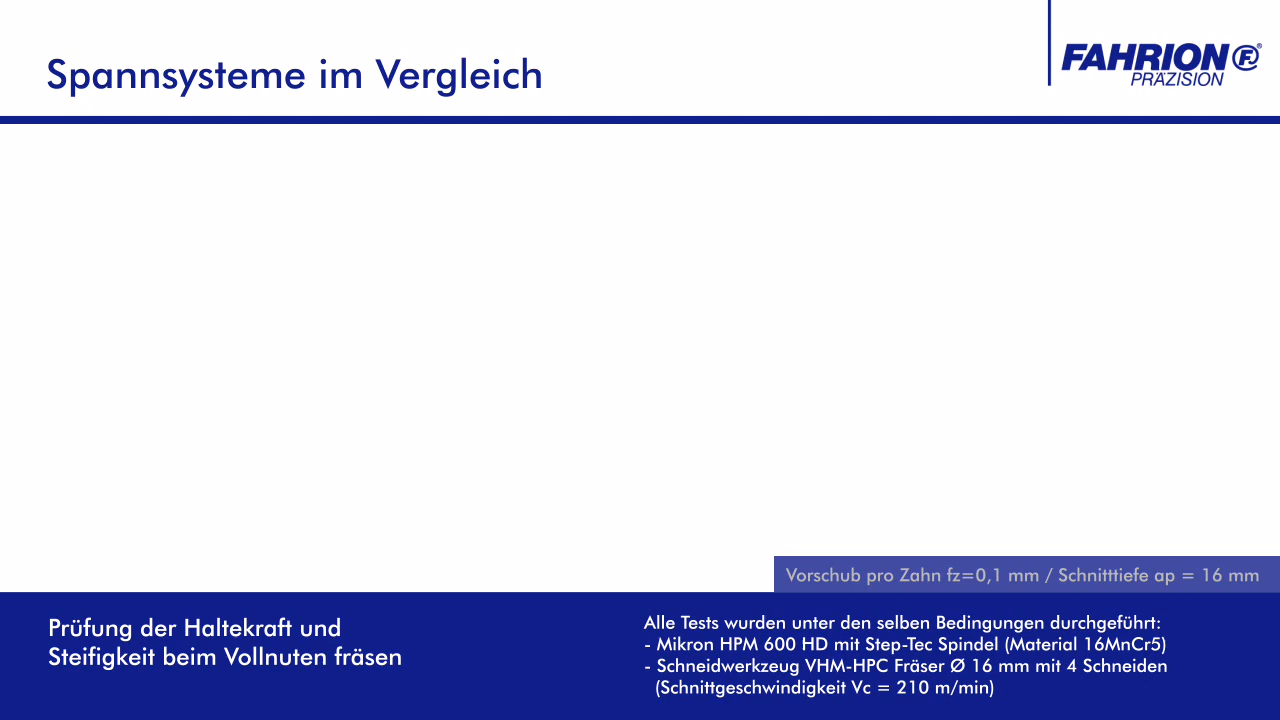 Spannsysteme im Vergleich
FAHRION F®
PRÄZISION
Vorschub pro Zahn fz=0,1 mm / Schnitttiefe ap = 16 mm
Prüfung der Haltekraft und
Steifigkeit beim Vollnuten fräsen
Alle Tests wurden unter den selben Bedingungen durchgeführt:
- Mikron HPM 600 HD mit Step-Tec Spindel (Material 16MnCr5)
- Schneidwerkzeug VHM-HPC Fräser Ø 16 mm mit 4 Schneiden
(Schnittgeschwindigkeit Vc = 210 m/min)